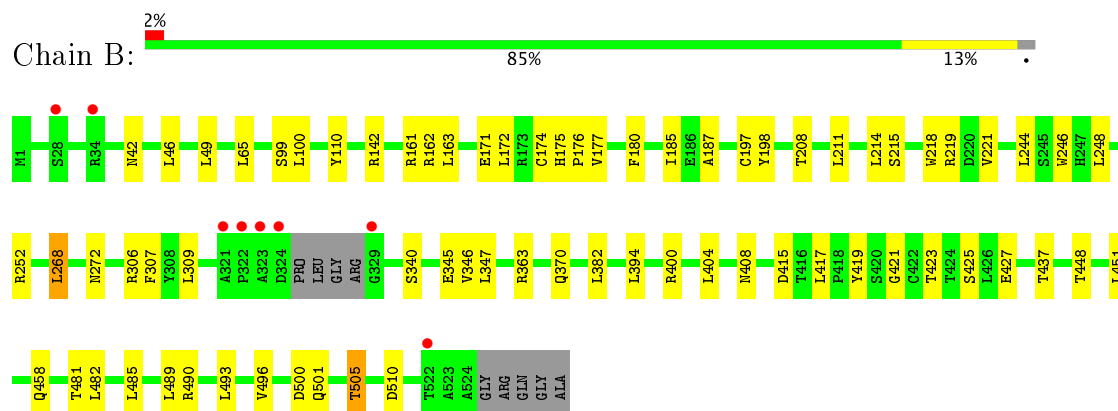 2%
Chain B:
85% 13% •
M1 S28 R34 N42 L46 L49 L65 S99 L100 Y110 R142 R161 R162 L163 E171 L172 R173 C174 H175 P176 V177 F180 I185 E186 A187 C197 Y198 T208 L211 L214 S215 W218 R219 D220 V221 L244 S245 W246 H247 L248
R252 L268 N272 R306 F307 Y308 L309 A321 P322 A323 D324 PRO LEU GLY ARG G329 S340 E345 V346 L347 R363 Q370 L382 L394 R400 L404 N408 D415 T416 L417 P418 Y419 S420 G421 C422 T423 T424 S425 L426 E427 T437 T448 L451
Q458 T481 L482 L485 L489 R490 L493 V496 D500 Q501 T505 D510 T522 A523 A524 GLY ARG GLN GLY ALA